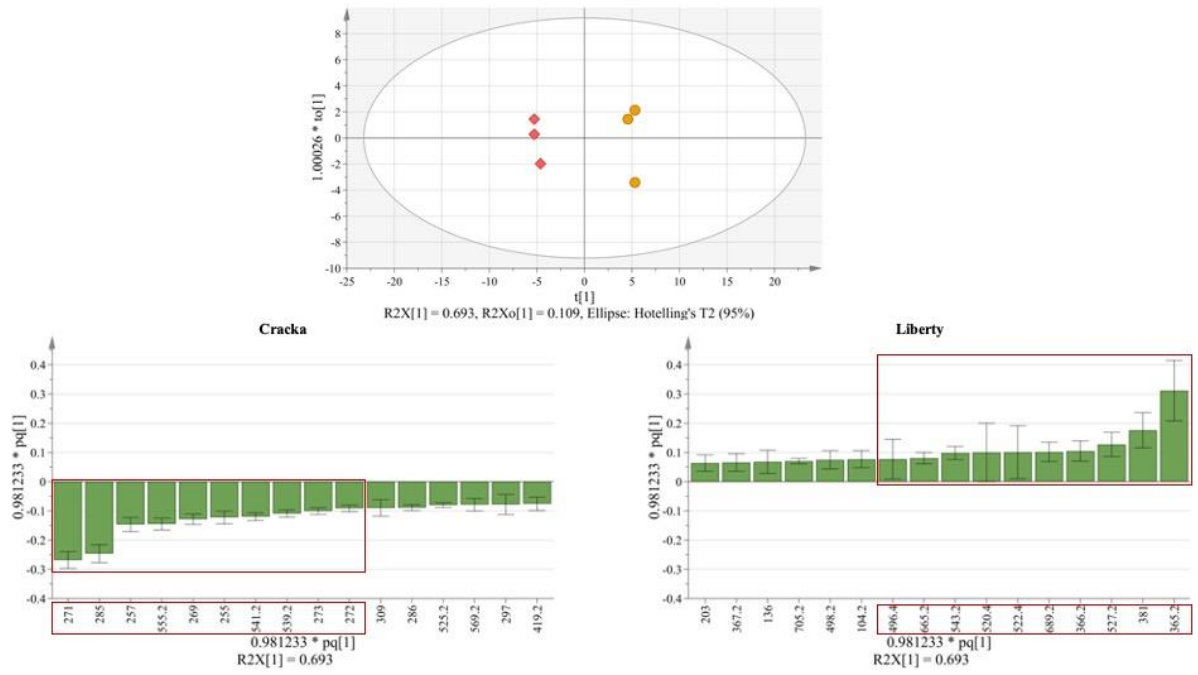 8
6
4
2
0
-2
-4
-6
-8
-10
1.00026 * to[1]
-25 -20 -15 -10 -5 0 5 10 15 20
t[1]
R2X[1] = 0.693, R2Xo[1] = 0.109, Ellipse: Hotelling's T2 (95%)
Cracka
0.4
0.3
0.2
0.1
0
-0.1
-0.2
-0.3
-0.4
0.981233 * pq[1]
271 285 257 555.2 269 255 541.2 539.2 273 272 309 286 525.2 569.2 297 419.2
0.981233 * pq[1]
R2X[1] = 0.693
Liberty
0.4
0.3
0.2
0.1
0
-0.1
-0.2
-0.3
-0.4
0.981233 * pq[1]
203 367.2 136 705.2 498.2 104.2 496.4 665.2 543.2 520.4 522.4 689.2 366.2 527.2 381 365.2
0.981233 * pq[1]
R2X[1] = 0.693